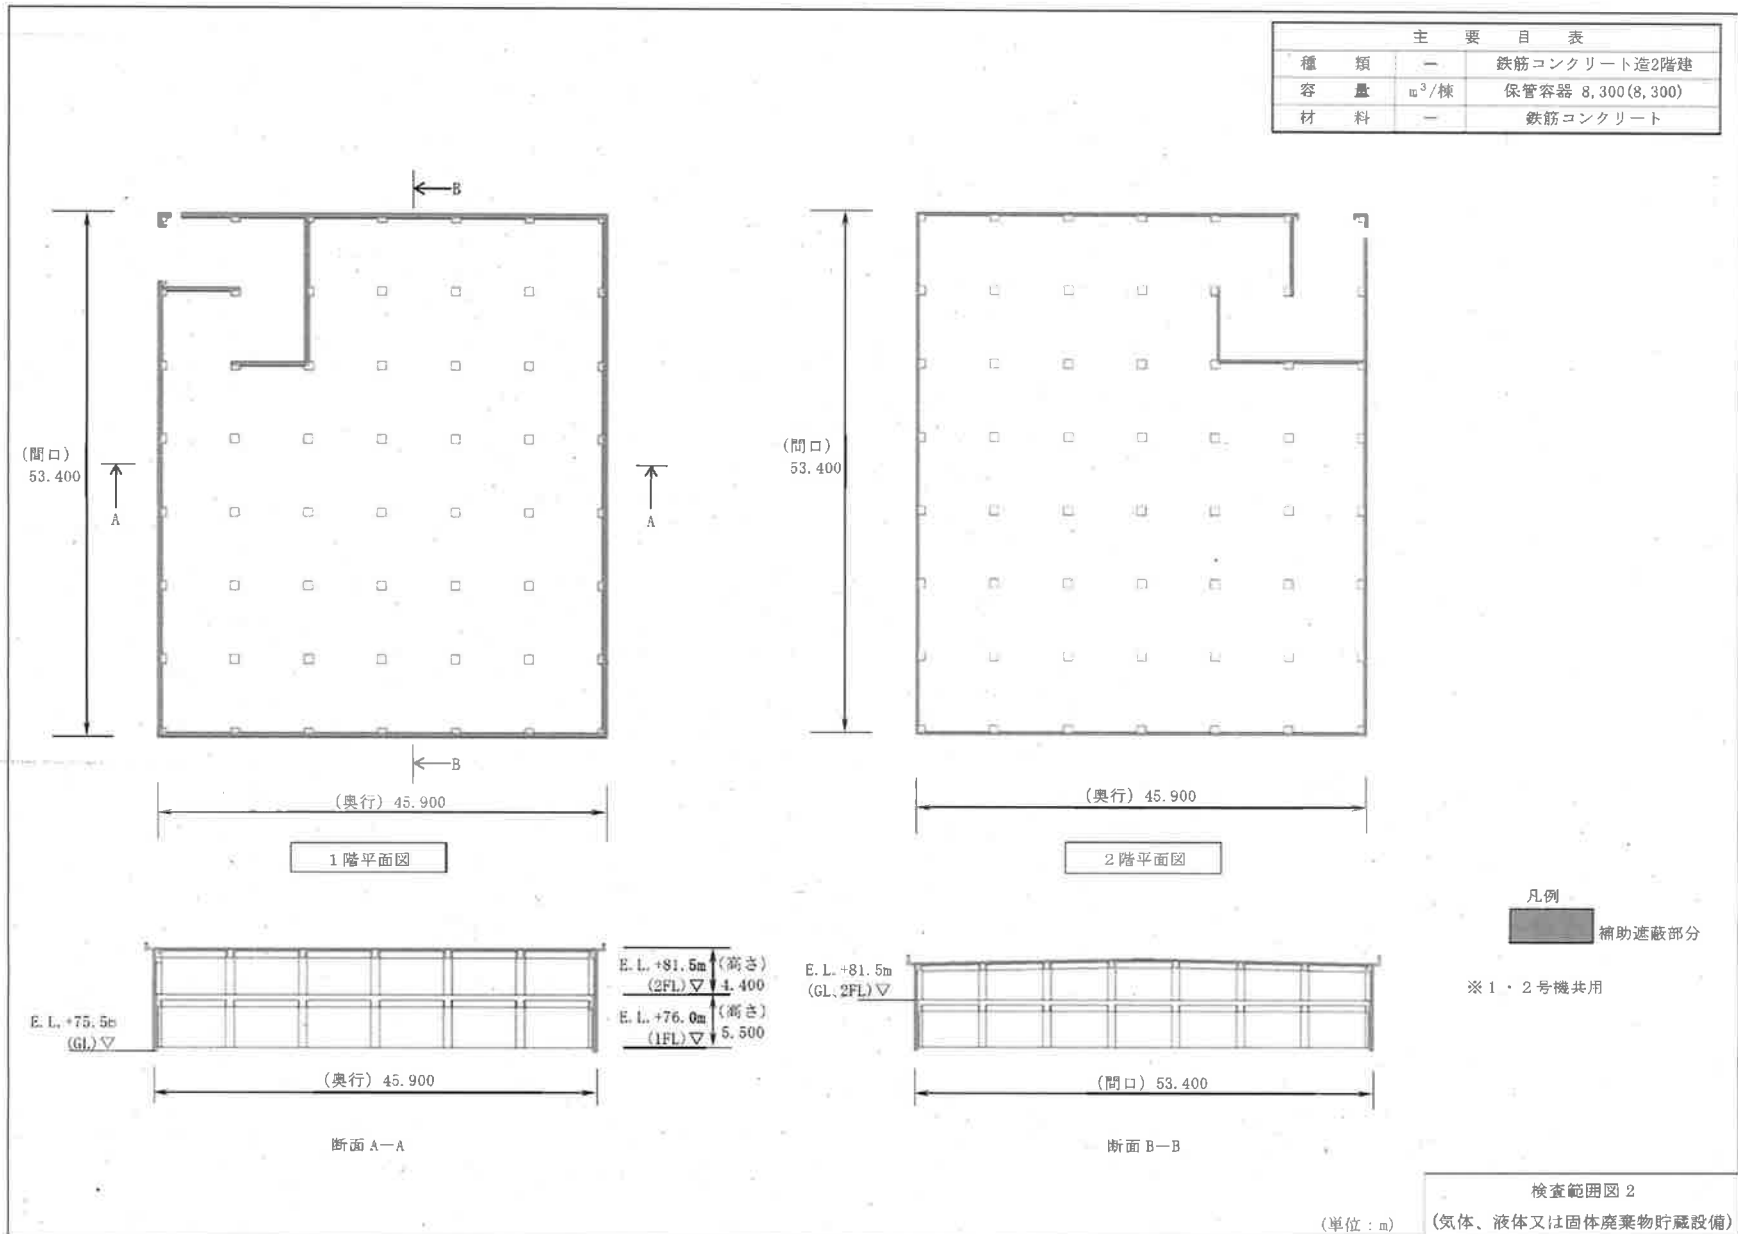 主 要 目 表
種 類 － 鉄筋コンクリート造2階建
容 量 m³/棟 保管容器 8,300(8,300)
材 料 － 鉄筋コンクリート
B
B
(間口)
53.400
A
A
(奥行) 45.900
1階平面図
(間口)
53.400
(奥行) 45.900
2階平面図
凡例
補助遮蔽部分
※1・2号機共用
E.L.+81.5m
(2FL)▽
(高さ)
4.400
E.L.+76.0m
(1FL)▽
(高さ)
5.500
E.L.+75.5m
(GL)▽
(奥行) 45.900
断面 A－A
E.L.+81.5m
(GL、2FL)▽
(間口) 53.400
断面 B－B
(単位：m)
検査範囲図 2
(気体、液体又は固体廃棄物貯蔵設備)